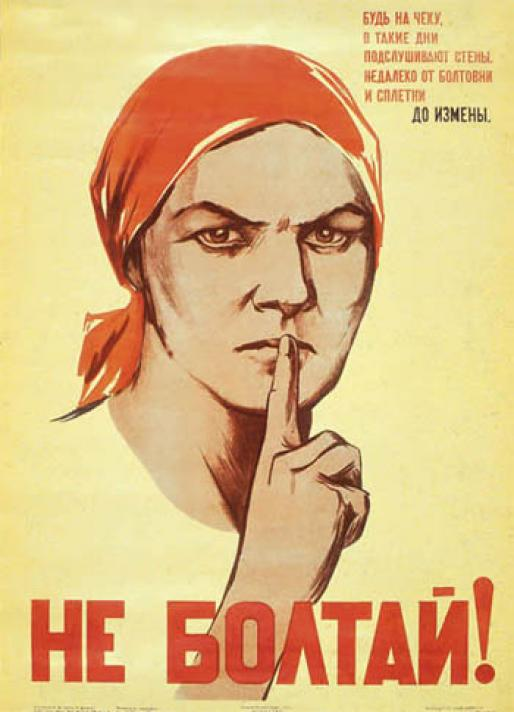 БУДЬ НА ЧЕКУ,
В ТАКИЕ ДНИ
ПОДСЛУШИВАЮТ СТЕНЫ.
НЕДАЛЕКО ОТ БОЛТОВНИ
И СПЛЕТНИ
ДО ИЗМЕНЫ.
НЕ БОЛТАЙ!